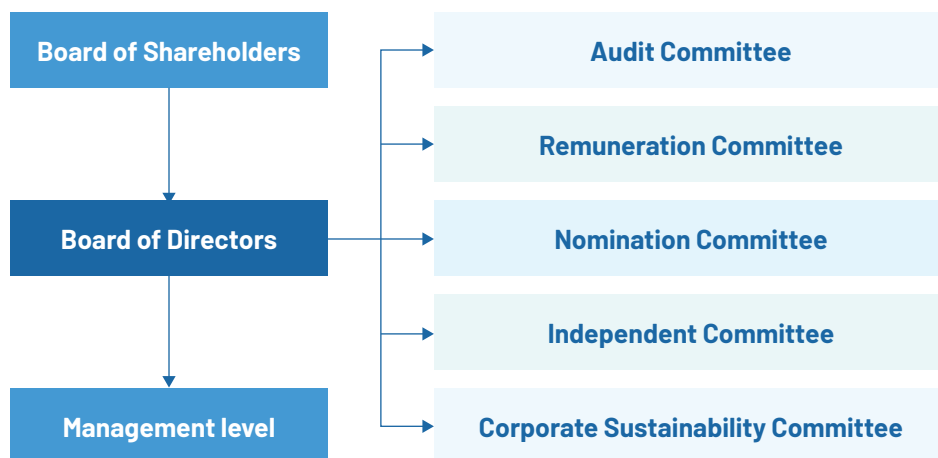 Board of Shareholders
Audit Committee
Remuneration Committee
Board of Directors
Nomination Committee
Independent Committee
Management level
Corporate Sustainability Committee